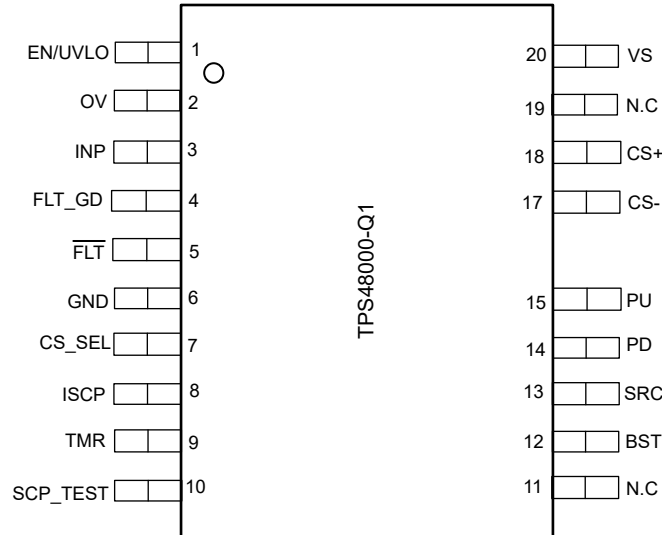 EN/UVLO 1
OV 2
INP 3
FLT_GD 4
FLT 5
GND 6
CS_SEL 7
ISCP 8
TMR 9
SCP_TEST 10
TPS48000-Q1
20 VS
19 N.C
18 CS+
17 CS-
15 PU
14 PD
13 SRC
12 BST
11 N.C